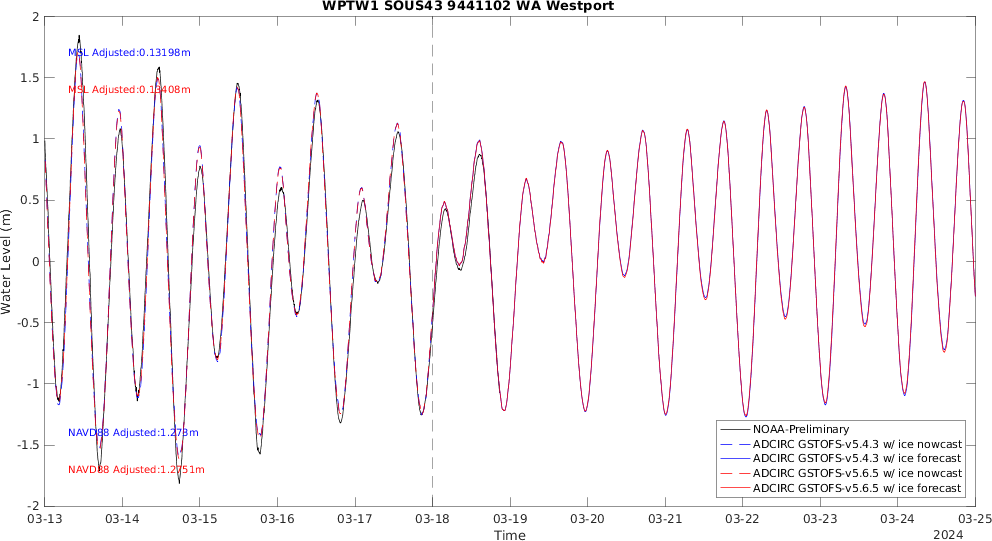 WPTW1 SOUS43 9441102 WA Westport
2
1.5
1
0.5
0
-0.5
-1
-1.5
-2
Water Level (m)
MSL Adjusted:0.13198m
MSL Adjusted:0.13408m
NAVD88 Adjusted:1.273m
NAVD88 Adjusted:1.2751m
NOAA-Preliminary
ADCIRC GSTOFS-v5.4.3 w/ ice nowcast
ADCIRC GSTOFS-v5.4.3 w/ ice forecast
ADCIRC GSTOFS-v5.6.5 w/ ice nowcast
ADCIRC GSTOFS-v5.6.5 w/ ice forecast
03-13 03-14 03-15 03-16 03-17 03-18 03-19 03-20 03-21 03-22 03-23 03-24 03-25
Time
2024